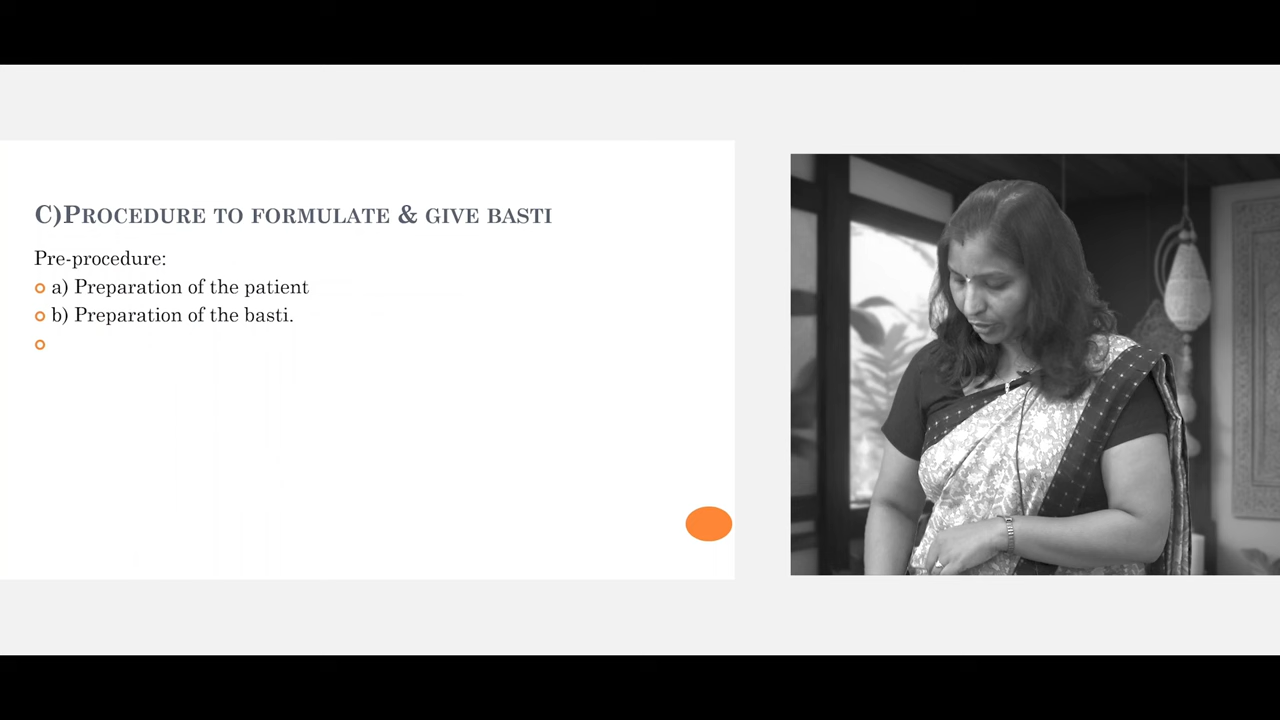 C)PROCEDURE TO FORMULATE & GIVE BASTI
Pre-procedure:
a) Preparation of the patient
b) Preparation of the basti.